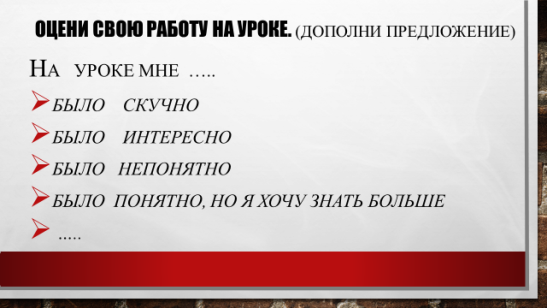 ОЦЕНИ СВОЮ РАБОТУ НА УРОКЕ. (ДОПОЛНИ ПРЕДЛОЖЕНИЕ)
НА УРОКЕ МНЕ …..
БЫЛО СКУЧНО
БЫЛО ИНТЕРЕСНО
БЫЛО НЕПОНЯТНО
БЫЛО ПОНЯТНО, НО Я ХОЧУ ЗНАТЬ БОЛЬШЕ
…..